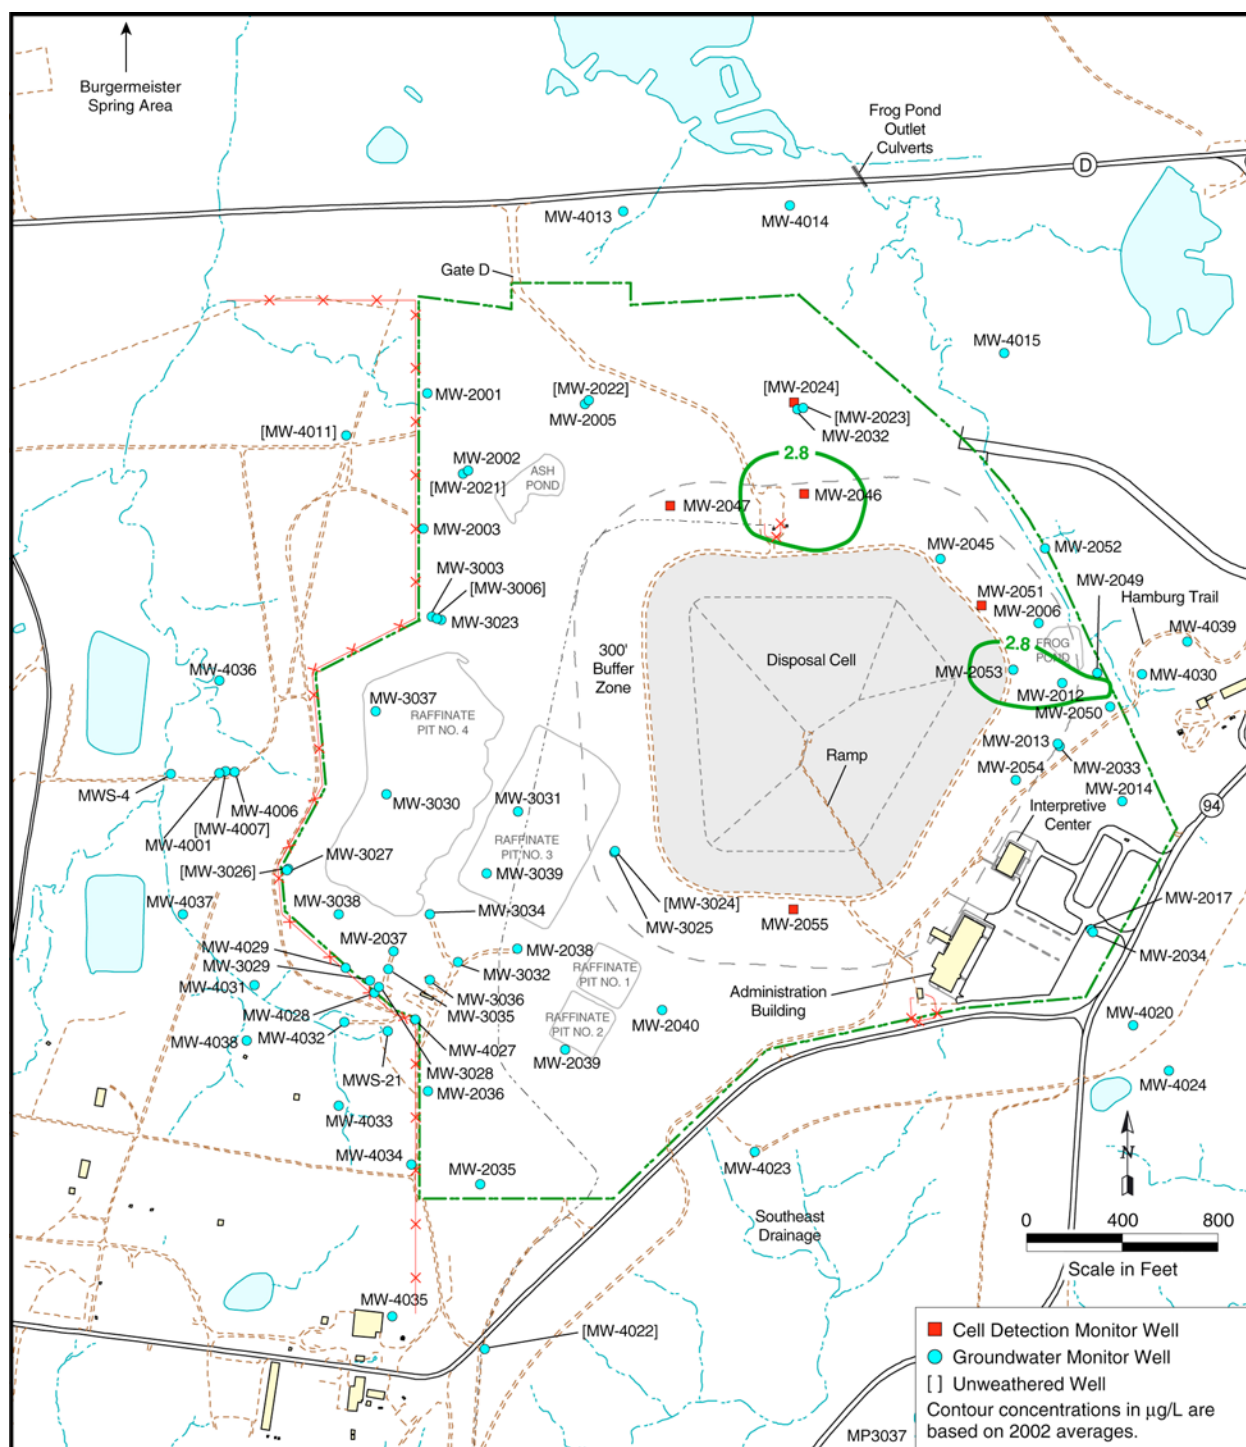 Burgermeister
Spring Area
Frog Pond
Outlet
Culverts
D
MW-4013
MW-4014
Gate D
MW-4015
MW-2001
[MW-2022]
MW-2005
[MW-2024]
[MW-2023]
MW-2032
[MW-4011]
MW-2002
[MW-2021]
ASH
POND
2.8
MW-2047
MW-2046
MW-2003
MW-2045
MW-2052
MW-2049
MW-3003
[MW-3006]
MW-3023
MW-2051
MW-2006
Hamburg Trail
MW-4039
300'
Buffer
Zone
Disposal Cell
2.8
FROG
POND
MW-2053
MW-4030
MW-2012
MW-2050
MW-4036
MW-3037
RAFFINATE
PIT NO. 4
MW-2013
MW-2033
Ramp
MW-2054
MW-2014
MWS-4
MW-4006
[MW-4007]
MW-4001
MW-3030
MW-3031
Interpretive
Center
94
RAFFINATE
PIT NO. 3
MW-3027
[MW-3026]
MW-3039
[MW-3024]
MW-3025
MW-2055
MW-2017
MW-4037
MW-3038
MW-3034
MW-2034
MW-2037
MW-2038
MW-4029
MW-3029
MW-3032
RAFFINATE
PIT NO. 1
MW-4031
MW-3036
MW-3035
Administration
Building
MW-4028
RAFFINATE
PIT NO. 2
MW-2040
MW-4020
MW-4032
MW-4038
MW-4027
MWS-21
MW-3028
MW-2039
MW-2036
MW-4024
MW-4033
MW-4034
MW-2035
MW-4023
N
Southeast
Drainage
0 400 800
Scale in Feet
MW-4035
[MW-4022]
Cell Detection Monitor Well
Groundwater Monitor Well
[ ] Unweathered Well
Contour concentrations in µg/L are
based on 2002 averages.
MP3037